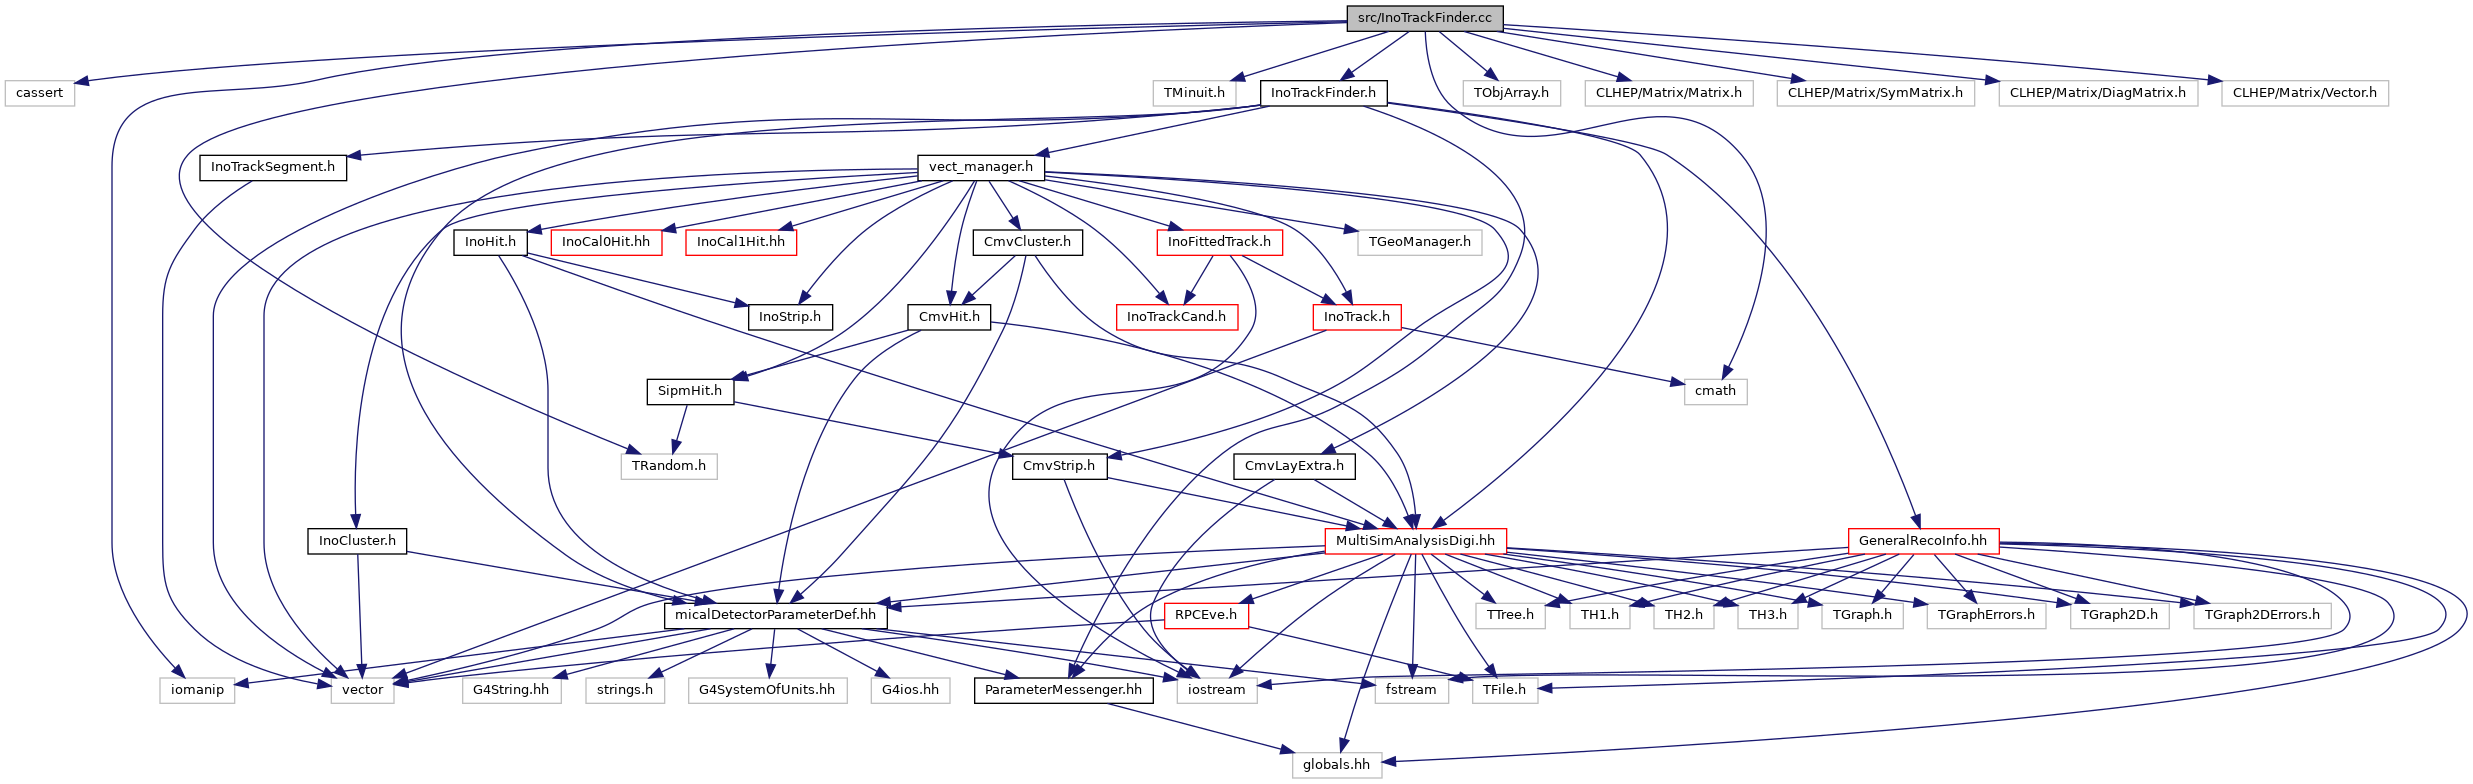 src/InoTrackFinder.cc
cassert
TMinuit.h
InoTrackFinder.h
TObjArray.h
CLHEP/Matrix/Matrix.h
CLHEP/Matrix/SymMatrix.h
CLHEP/Matrix/DiagMatrix.h
CLHEP/Matrix/Vector.h
InoTrackSegment.h
vect_manager.h
InoHit.h
InoCal0Hit.hh
InoCal1Hit.hh
CmvCluster.h
InoFittedTrack.h
TGeoManager.h
InoStrip.h
CmvHit.h
InoTrackCand.h
InoTrack.h
SipmHit.h
cmath
TRandom.h
CmvStrip.h
CmvLayExtra.h
InoCluster.h
MultiSimAnalysisDigi.hh
GeneralRecoInfo.hh
micalDetectorParameterDef.hh
RPCEve.h
TTree.h
TH1.h
TH2.h
TH3.h
TGraph.h
TGraphErrors.h
TGraph2D.h
TGraph2DErrors.h
iomanip
vector
G4String.hh
strings.h
G4SystemOfUnits.hh
G4ios.hh
ParameterMessenger.hh
iostream
fstream
TFile.h
globals.hh